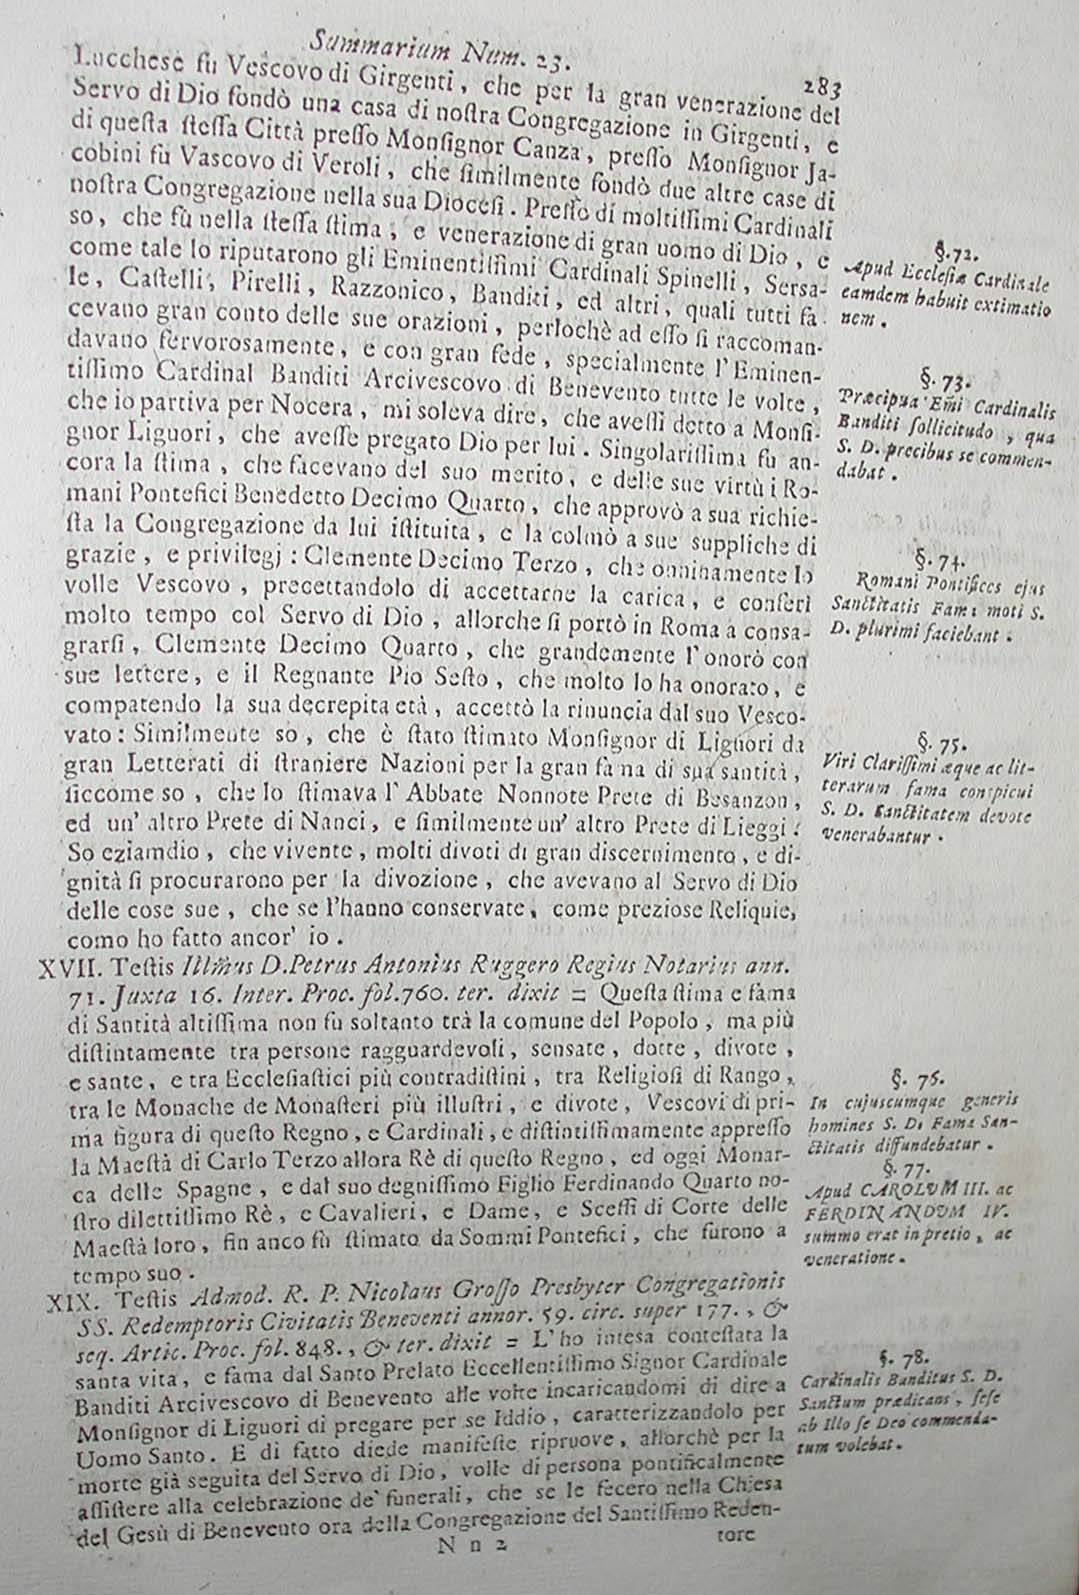 Summarium Num. 23.
283
Lucchese fù Vescovo di Girgenti, che per la gran venerazione del
Servo di Dio fondò una casa di noſtra Congregazione in Girgenti, e
di queſta ſteſſa Città preſſo Monſignor Canza, preſſo Monſignor Ja-
cobini fù Vascovo di Veroli, che ſimilmente fondò due altre case di
noſtra Congregazione nella sua Diocesi. Preſſo di moltiſſimi Cardinali
so, che fù nella ſteſſa ſtima, e venerazione di gran uomo di Dio, e
come tale lo riputarono gli Eminentiſſimi Cardinali Spinelli, Sersa-
le, Caſtelli, Pirelli, Razzonico, Banditi, ed altri, quali tutti fa
cevano gran conto delle sue orazioni, perlochè ad eſſo ſi raccoman-
davano fervorosamente, e con gran fede, specialmente l'Eminen-
tiſſimo Cardinal Banditi Arcivescovo di Benevento tutte le volte,
che io partiva per Nocera, mi soleva dire, che aveſſi detto a Monſi-
gnor Liguori, che aveſſe pregato Dio per lui. Singolariſſima fu an-
cora la ſtima, che facevano del suo merito, e delle sue virtù i Ro-
mani Pontefici Benedetto Decimo Quarto, che approvò a sua richie-
ſta la Congregazione da lui iſtituita, e la colmò a sue suppliche di
grazie, e privilegj: Clemente Decimo Terzo, che onninamente lo
volle Vescovo, precettandolo di accettarne la carica, e conferì
molto tempo col Servo di Dio, allorche ſi portò in Roma a consa-
grarſi, Clemente Decimo Quarto, che grandemente l'onorò con
sue lettere, e il Regnante Pio Seſto, che molto lo ha onorato, e
compatendo la sua decrepita età, accettò la rinuncia dal suo Vesco-
vato: Similmente so, che è ſtato ſtimato Monſignor di Liguori da
gran Letterati di ſtraniere Nazioni per la gran fama di sua santità,
ſiccome so, che lo ſtimava l'Abbate Nonnote Prete di Besanzon,
ed un' altro Prete di Nanci, e ſimilmente un' altro Prete di Lieggi:
So eziamdio, che vivente, molti divoti di gran discernimento, e di-
gnità ſi procurarono per la divozione, che avevano al Servo di Dio
delle cose sue, che se l'hanno conservate, come preziose Reliquie,
como ho fatto ancor' io.
XVII. Teſtis Illm̃us D. Petrus Antonius Ruggero Regius Notarius ann.
71. Juxta 16. Inter. Proc. fol. 760. ter. dixit = Queſta ſtima e fama
di Santità altiſſima non fu soltanto trà la comune del Popolo, ma più
diſtintamente tra persone ragguardevoli, sensate, dotte, divote,
e sante, e tra Eccleſiaſtici più contradiſtini, tra Religioſi di Rango,
tra le Monache de Monaſteri più illuſtri, e divote, Vescovi di pri-
ma figura di queſto Regno, e Cardinali, e diſtintiſſimamente appreſſo
la Maeſtà di Carlo Terzo allora Rè di queſto Regno, ed oggi Monar-
ca delle Spagne, e dal suo degniſſimo Figlio Ferdinando Quarto no-
ſtro dilettiſſimo Rè, e Cavalieri, e Dame, e Sceſſi di Corte delle
Maeſtà loro, fin anco fù ſtimato da Sommi Pontefici, che furono a
tempo suo.
XIX. Teſtis Admod. R. P. Nicolaus Groſſo Presbyter Congregationis
SS. Redemptoris Civitatis Beneventi annor. 59. circ. super 177., &
seq. Artic. Proc. fol. 848., & ter. dixit = L'ho intesa conteſtata la
santa vita, e fama dal Santo Prelato Eccellentiſſimo Signor Cardinale
Banditi Arcivescovo di Benevento alle volte incaricandomi di dire a
Monſignor di Liguori di pregare per se Iddio, caratterizzandolo per
Uomo Santo. E di fatto diede manifeſte ripruove, allorchè per la
morte già seguita del Servo di Dio, volle di persona pontificalmente
aſſiſtere alla celebrazione de' funerali, che se le fecero nella Chiesa
del Gesù di Benevento ora della Congregazione del Santiſſimo Reden-
N n 2
tore
§. 72.
Apud Eccleſiæ Cardinale
eamdem habuit extimatio
nem.
§. 73.
Præcipua Em̃i Cardinalis
Banditi ſollicitudo, qua
S. D. precibus se commen-
dabat.
§. 74.
Romani Pontifices ejus
Sanctitatis Fama moti S.
D. plurimi faciebant.
§. 75.
Viri Clariſſimi æque ac lit-
terarum fama conspicui
S. D. sanctitatem devote
venerabantur.
§. 76.
In cujuscumque generis
homines S. D. Fama San-
ctitatis diffundebatur.
§. 77.
Apud CAROLUM III. ac
FERDINANDUM IV.
summo erat in pretio, ac
veneratione.
§. 78.
Cardinalis Banditus S. D.
Sanctum prædicans, ſeſe
ab Illo ſe Deo commenda-
tum volebat.